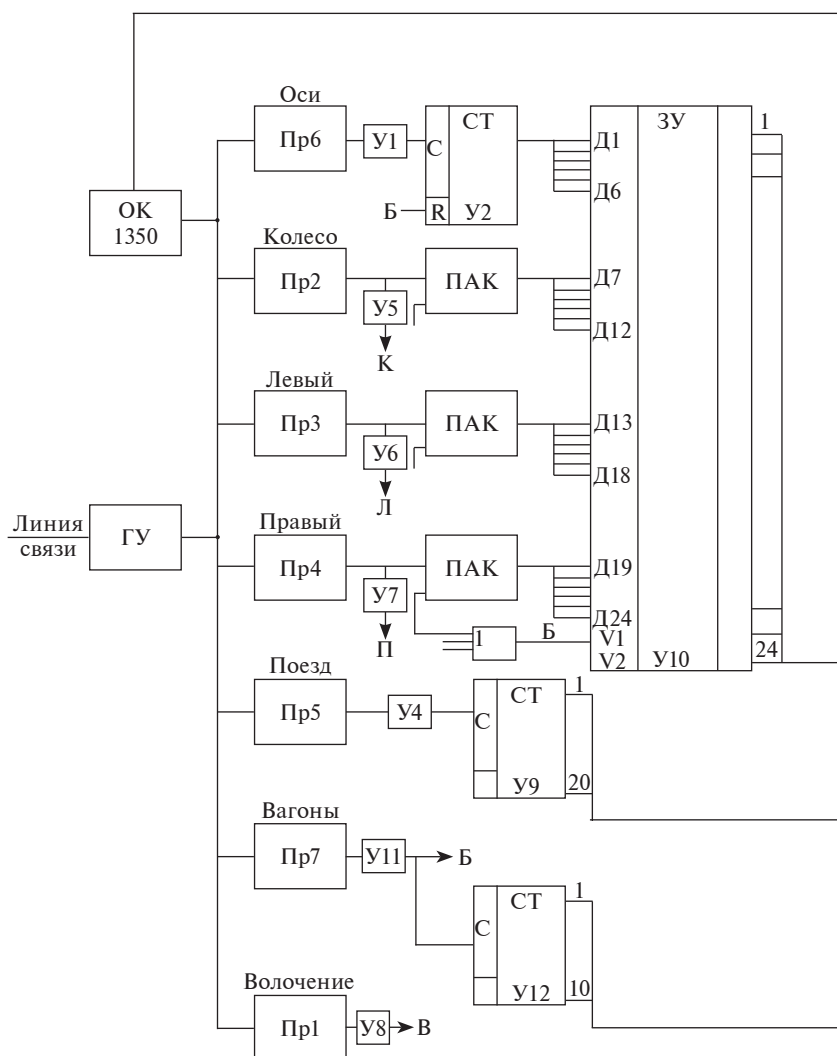 Оси
Пр6
У1
C
СТ
R
У2
Б
Д1
Д6
ЗУ
1
ОК
1350
Колесо
Пр2
У5
К
ПАК
Д7
Д12
Левый
Пр3
У6
Л
ПАК
Д13
Д18
Линия
связи
ГУ
Правый
Пр4
У7
П
ПАК
Д19
Д24
1
Б
V1
V2
У10
24
Поезд
Пр5
У4
C
СТ
У9
1
20
Вагоны
Пр7
У11
Б
C
СТ
У12
1
10
Волочение
Пр1
У8
В